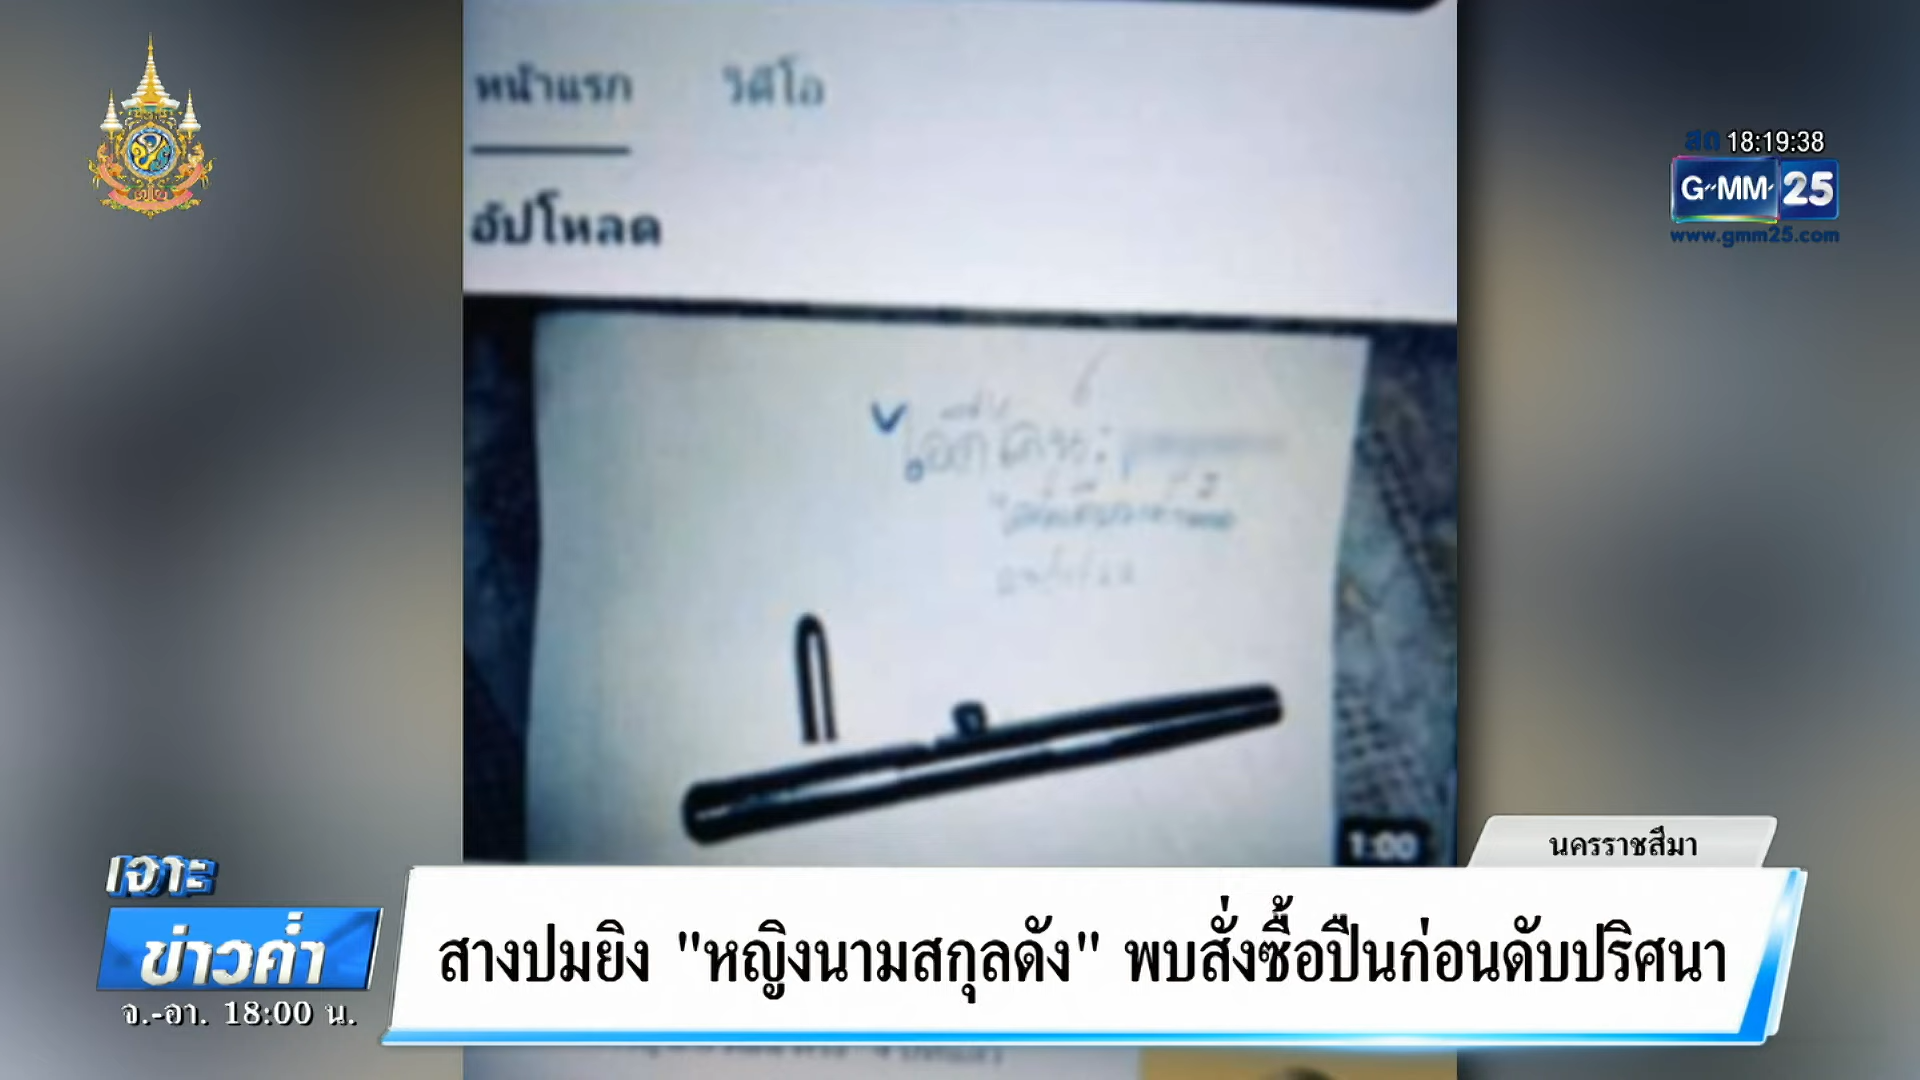 หน้าแรก วิดีโอ
อัปโหลด
สด 18:19:38
G-MM 25
www.gmm25.com
1:00
นครราชสีมา
เจาะ
ข่าวค่ำ
จ.-อา. 18:00 น.
สางปมยิง "หญิงนามสกุลดัง" พบสั่งซื้อปืนก่อนดับปริศนา